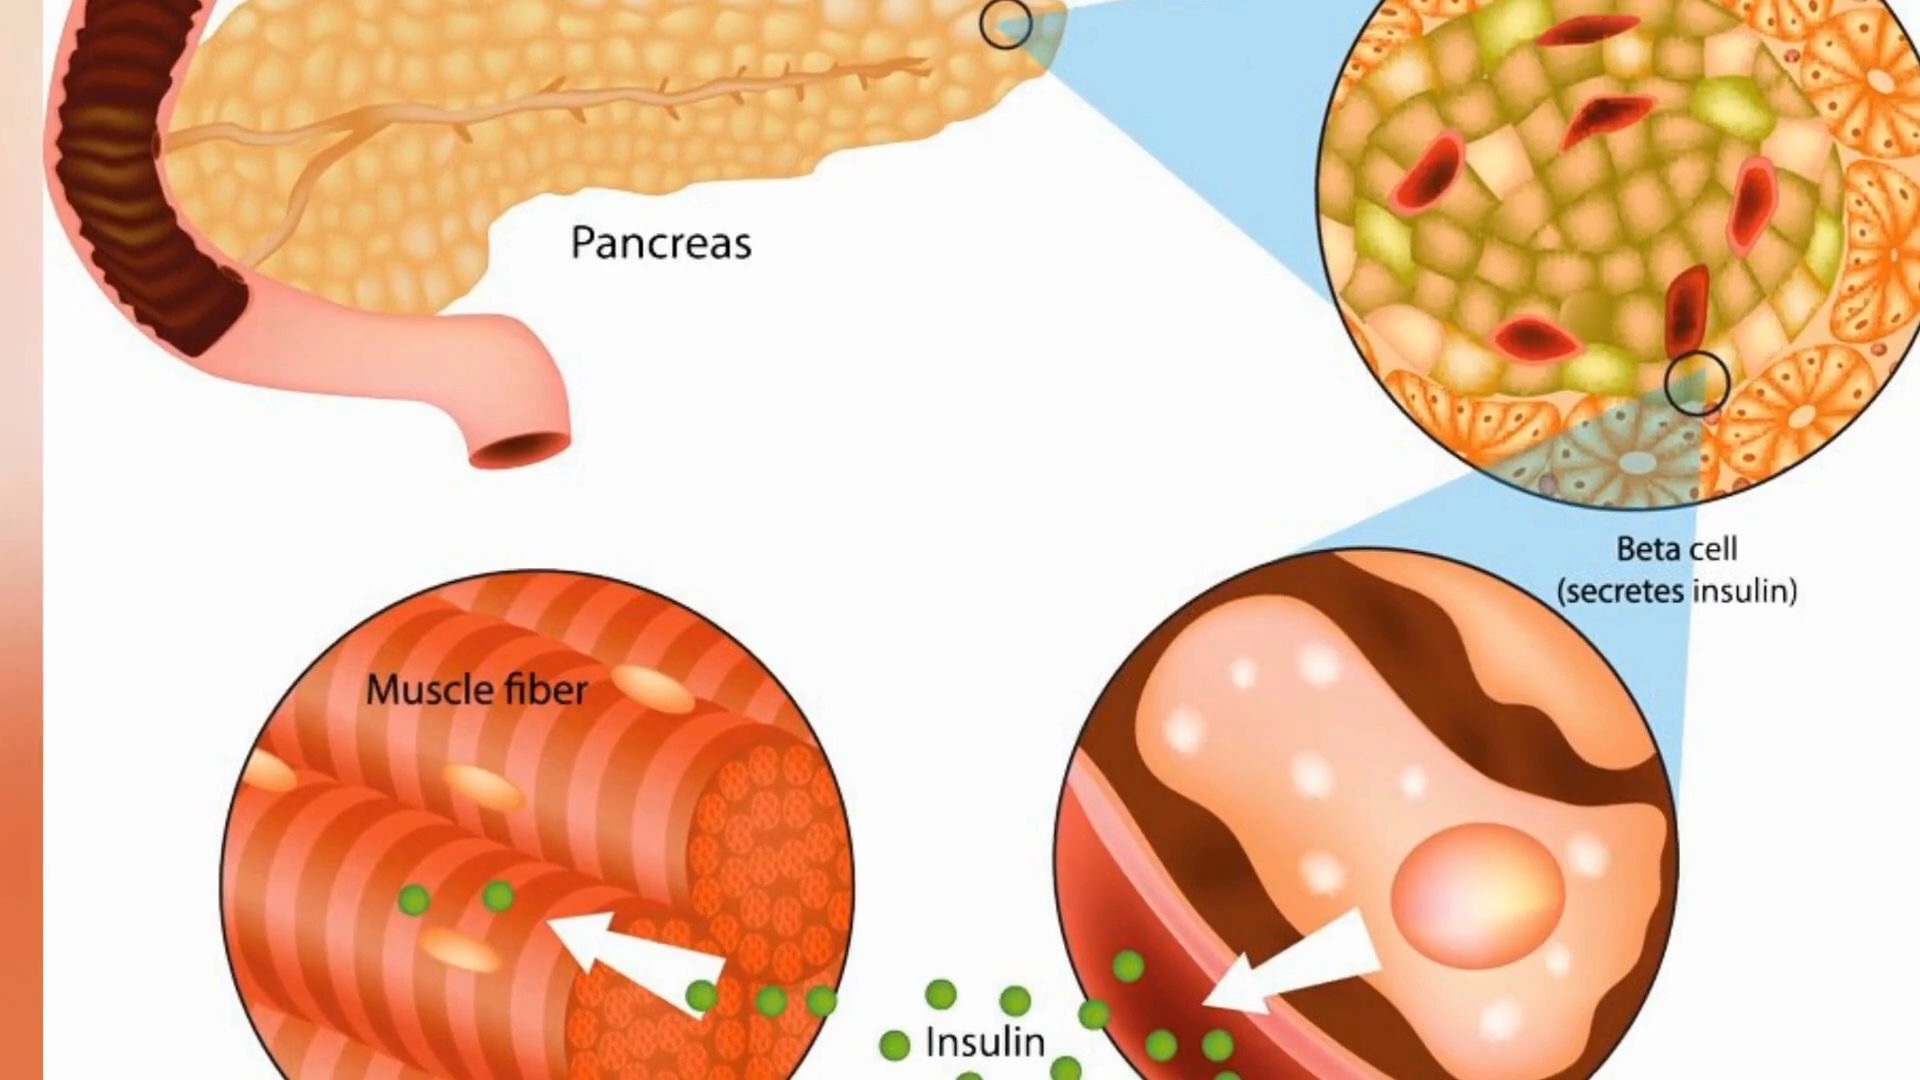 Pancreas
Beta cell
(secretes insulin)
Muscle fiber
Insulin